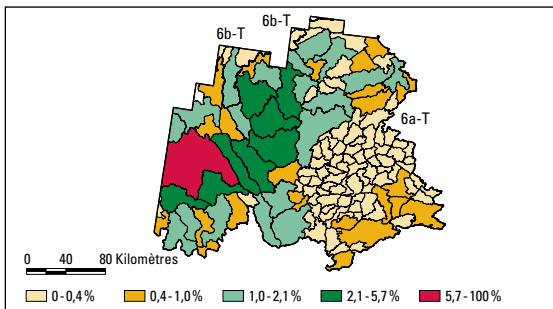 6b-T
6b-T
6a-T
0 40 80 Kilomètres
0 - 0,4 % 0,4 - 1,0 % 1,0 - 2,1 % 2,1 - 5,7 % 5,7 - 100 %